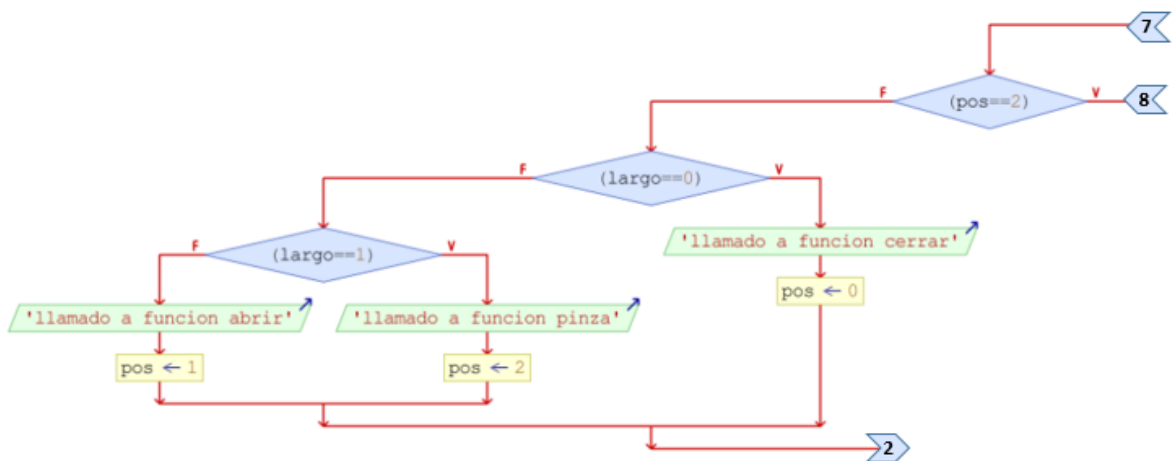 7
F
(pos==2)
V
8
F
(largo==0)
V
F
(largo==1)
V
'llamado a funcion cerrar'
pos ← 0
'llamado a funcion abrir'
'llamado a funcion pinza'
pos ← 1
pos ← 2
2